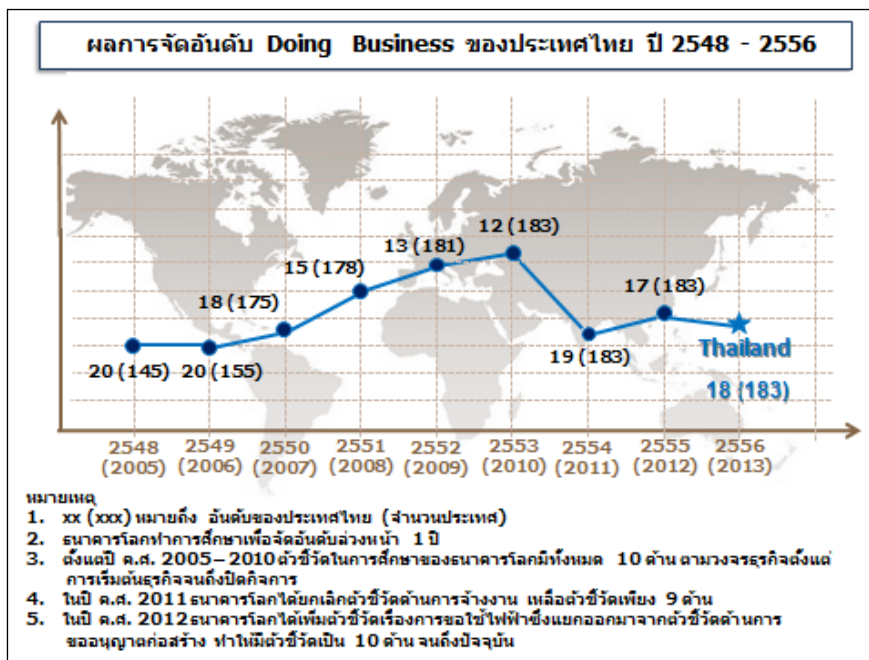 ผลการจัดอันดับ Doing Business ของประเทศไทย ปี 2548 - 2556
12 (183)
13 (181)
15 (178)
17 (183)
18 (175)
19 (183)
Thailand
20 (145) 20 (155)
18 (183)
2548 2549 2550 2551 2552 2553 2554 2555 2556
(2005) (2006) (2007) (2008) (2009) (2010) (2011) (2012) (2013)
หมายเหตุ
1. xx (xxx) หมายถึง อันดับของประเทศไทย (จำนวนประเทศ)
2. ธนาคารโลกทำการศึกษาเพื่อจัดอันดับล่วงหน้า 1 ปี
3. ตั้งแต่ปี ค.ศ. 2005–2010 ตัวชี้วัดในการศึกษาของธนาคารโลกมีทั้งหมด 10 ด้าน ตามวงจรธุรกิจตั้งแต่
การเริ่มต้นธุรกิจจนถึงปิดกิจการ
4. ในปี ค.ศ. 2011 ธนาคารโลกได้ยกเลิกตัวชี้วัดด้านการจ้างงาน เหลือตัวชี้วัดเพียง 9 ด้าน
5. ในปี ค.ศ. 2012 ธนาคารโลกได้เพิ่มตัวชี้วัดเรื่องการขอใช้ไฟฟ้าซึ่งแยกออกมาจากตัวชี้วัดด้านการ
ขออนุญาตก่อสร้าง ทำให้มีตัวชี้วัดเป็น 10 ด้าน จนถึงปัจจุบัน